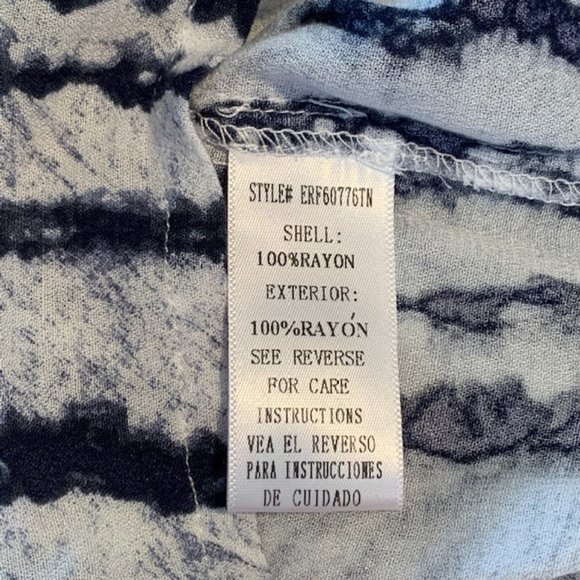 STYLE# ERF60776TN
SHELL:
100%RAYON
EXTERIOR:
100%RAYÓN
SEE REVERSE
FOR CARE
INSTRUCTIONS
VEA EL REVERSO
PARA INSTRUCCIONES
DE CUIDADO